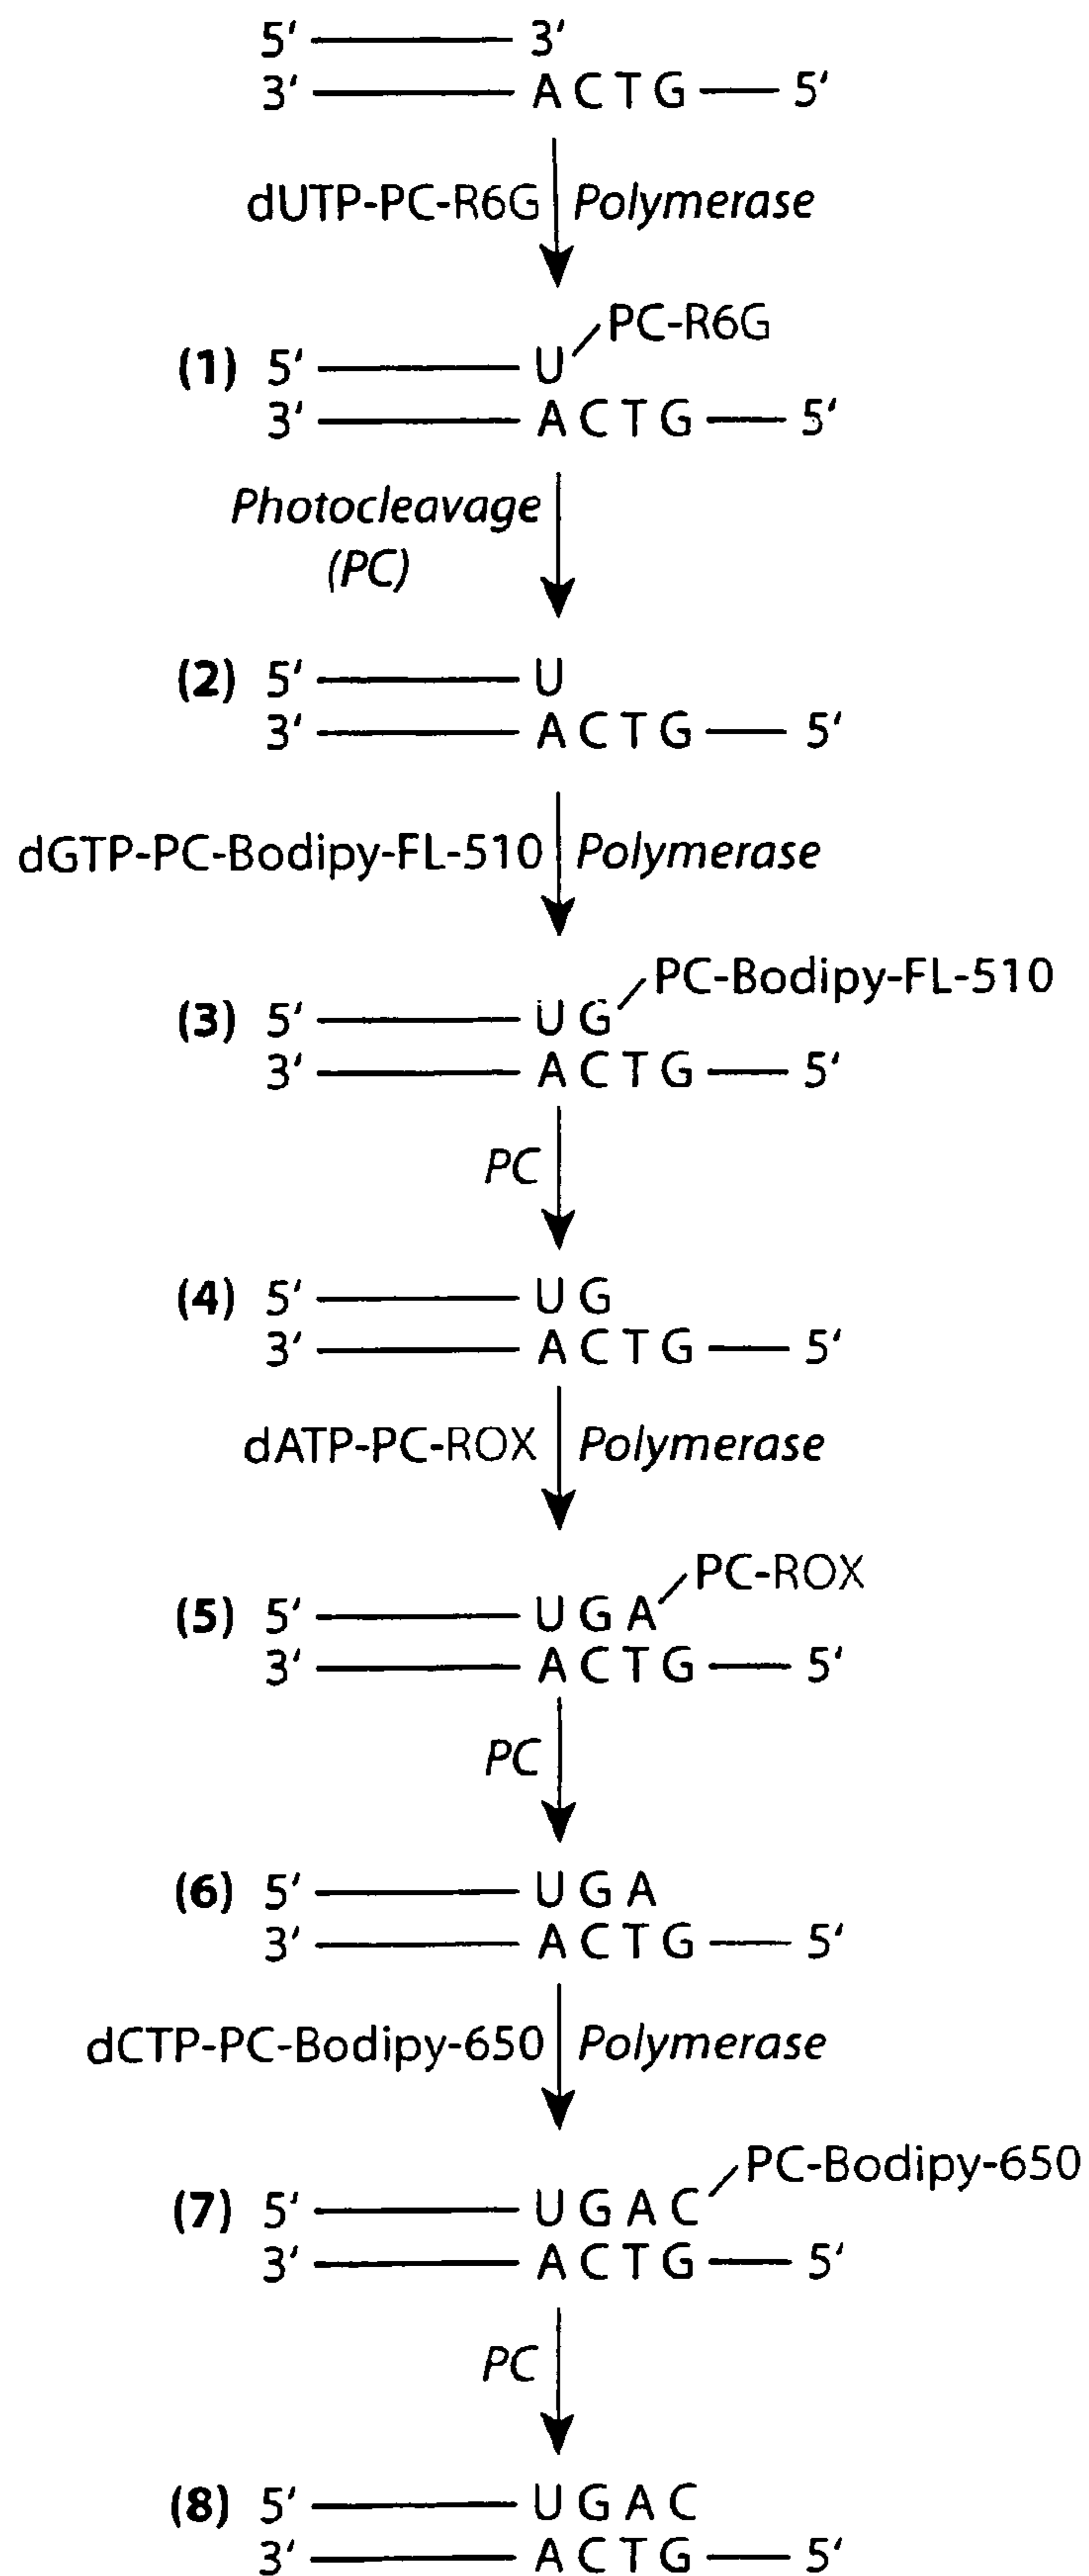 5′ 3′
3′ A C T G 5′
dUTP-PC-R6G Polymerase
PC-R6G
(1) 5′ U
3′ A C T G 5′
Photocleavage
(PC)
(2) 5′ U
3′ A C T G 5′
dGTP-PC-Bodipy-FL-510 Polymerase
PC-Bodipy-FL-510
(3) 5′ U G
3′ A C T G 5′
PC
(4) 5′ U G
3′ A C T G 5′
dATP-PC-ROX Polymerase
PC-ROX
(5) 5′ U G A
3′ A C T G 5′
PC
(6) 5′ U G A
3′ A C T G 5′
dCTP-PC-Bodipy-650 Polymerase
PC-Bodipy-650
(7) 5′ U G A C
3′ A C T G 5′
PC
(8) 5′ U G A C
3′ A C T G 5′